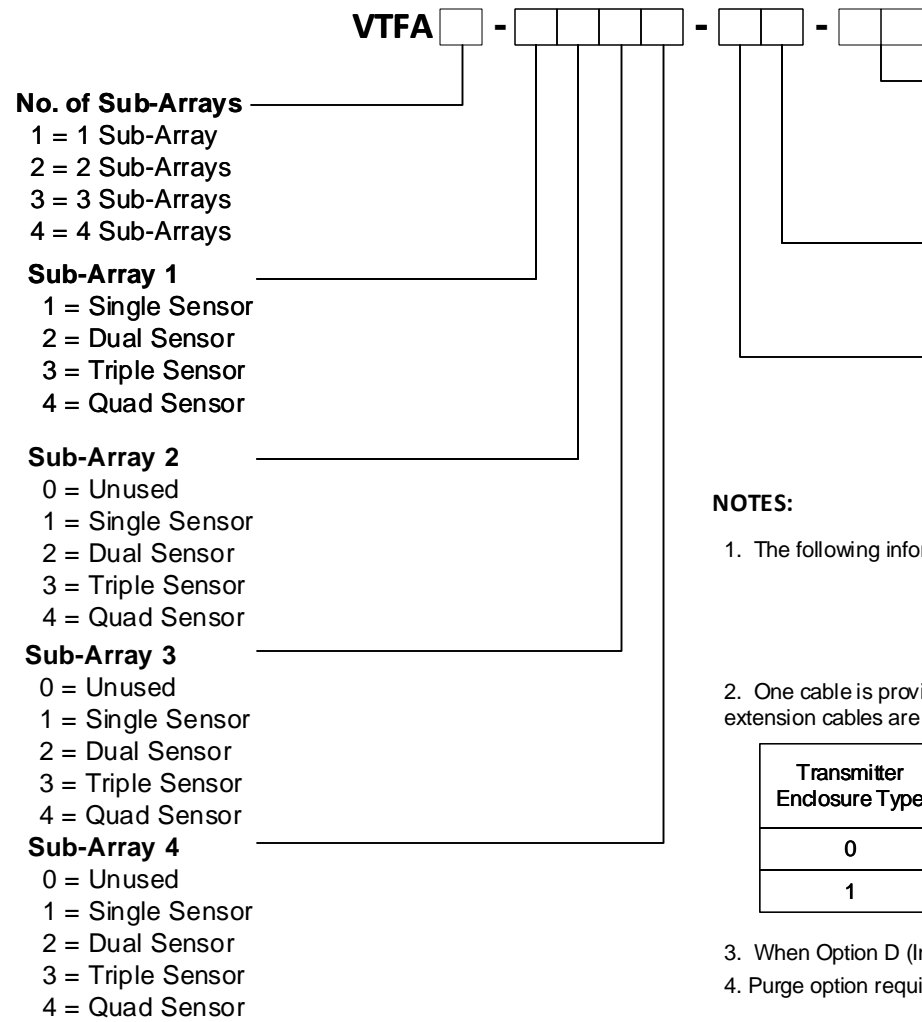 VTFA - - -
No. of Sub-Arrays
1 = 1 Sub-Array
2 = 2 Sub-Arrays
3 = 3 Sub-Arrays
4 = 4 Sub-Arrays
Sub-Array 1
1 = Single Sensor
2 = Dual Sensor
3 = Triple Sensor
4 = Quad Sensor
Sub-Array 2
0 = Unused
1 = Single Sensor
2 = Dual Sensor
3 = Triple Sensor
4 = Quad Sensor
Sub-Array 3
0 = Unused
1 = Single Sensor
2 = Dual Sensor
3 = Triple Sensor
4 = Quad Sensor
Sub-Array 4
0 = Unused
1 = Single Sensor
2 = Dual Sensor
3 = Triple Sensor
4 = Quad Sensor
NOTES:
1. The following
2. One cable is
extension cables are
Transmitter
Enclosure Type
0
1
3. When Option D
4. Purge option